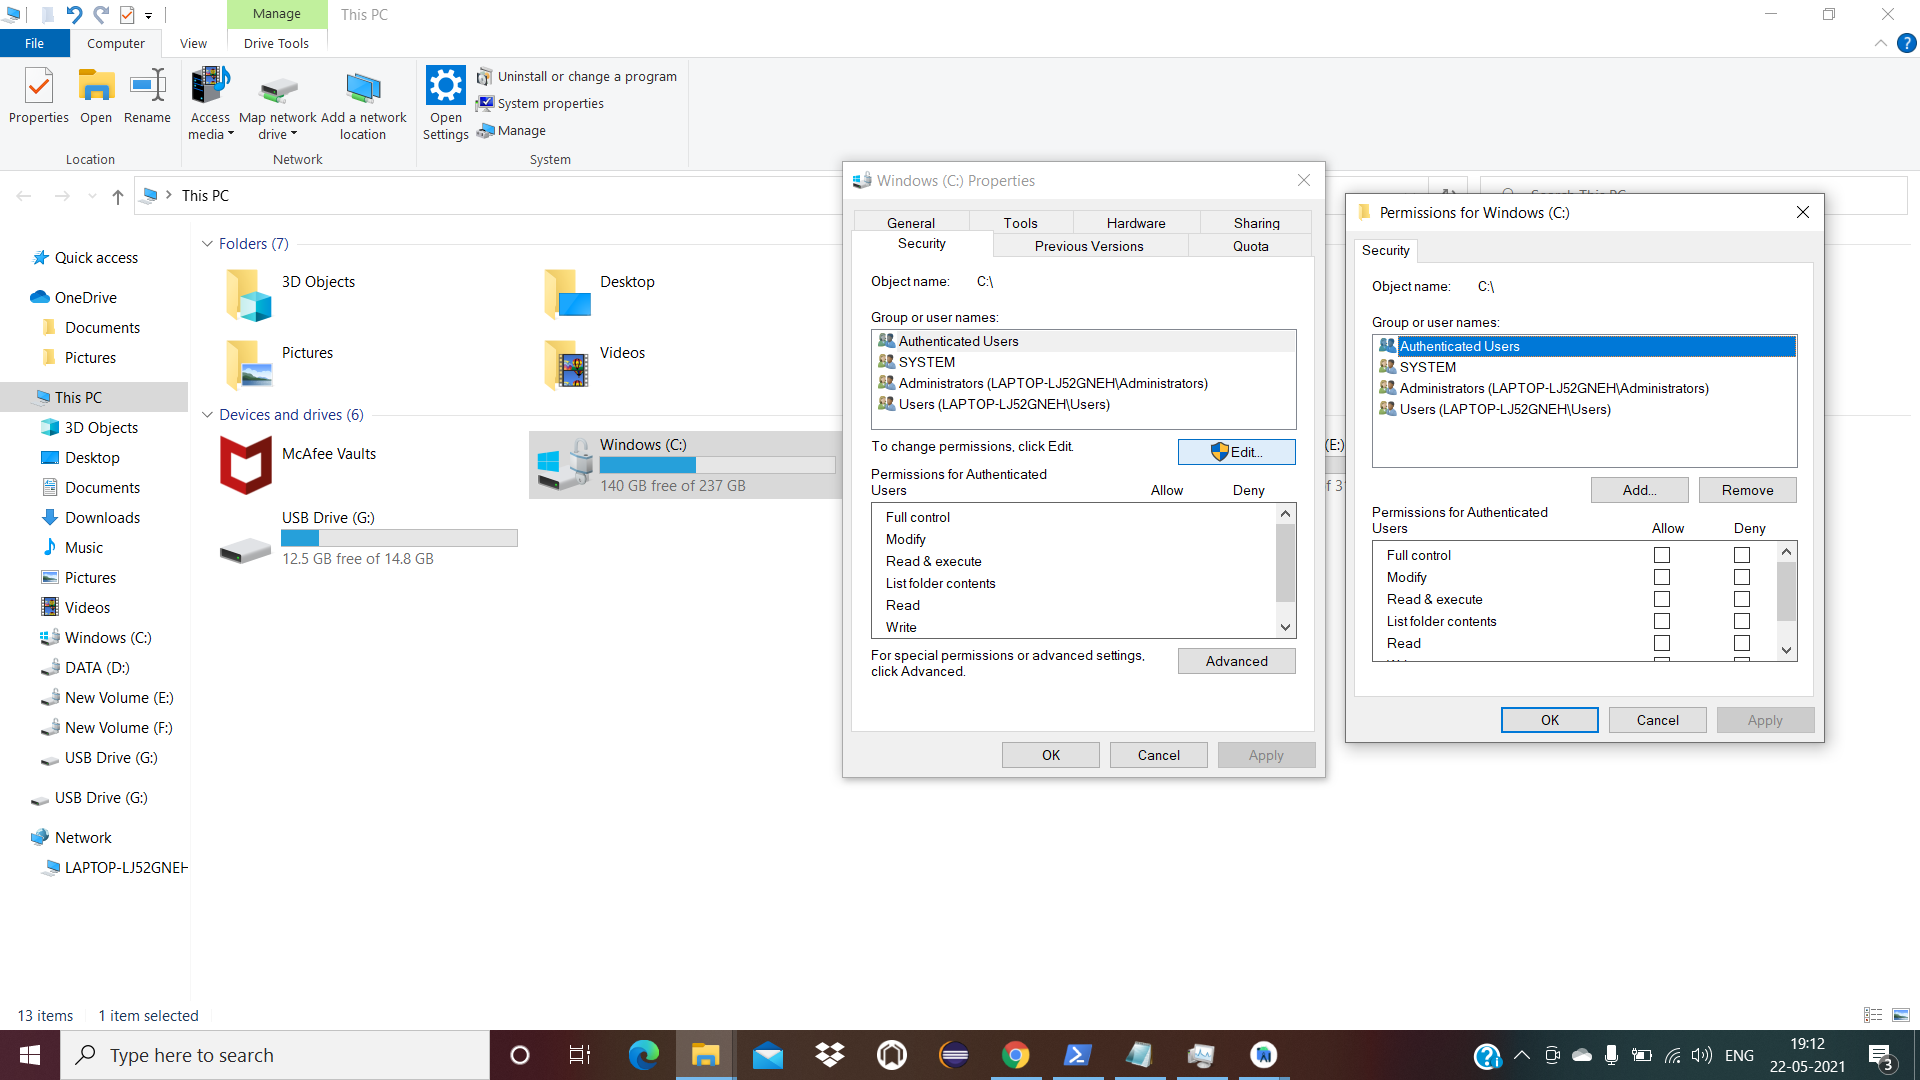 Manage
This PC
File
Computer
View
Drive Tools
Properties
Open
Rename
Access media
Map network drive
Add a network location
Open Settings
Uninstall or change a program
System properties
Manage
Location
Network
System
This PC
Quick access
OneDrive
Documents
Pictures
This PC
3D Objects
Desktop
Documents
Downloads
Music
Pictures
Videos
Windows (C:)
DATA (D:)
New Volume (E:)
New Volume (F:)
USB Drive (G:)
USB Drive (G:)
Network
LAPTOP-LJ52GNEH
Folders (7)
3D Objects
Desktop
Pictures
Videos
Devices and drives (6)
McAfee Vaults
Windows (C:)
140 GB free of 237 GB
USB Drive (G:)
12.5 GB free of 14.8 GB
(E:)
Windows (C:) Properties
General
Tools
Hardware
Sharing
Security
Previous Versions
Quota
Object name: C:\
Group or user names:
Authenticated Users
SYSTEM
Administrators (LAPTOP-LJ52GNEH\Administrators)
Users (LAPTOP-LJ52GNEH\Users)
To change permissions, click Edit.
Edit...
Permissions for Authenticated
Users
Allow
Deny
Full control
Modify
Read & execute
List folder contents
Read
Write
For special permissions or advanced settings,
click Advanced.
Advanced
OK
Cancel
Apply
Search This PC
Permissions for Windows (C:)
Security
Object name: C:\
Group or user names:
Authenticated Users
SYSTEM
Administrators (LAPTOP-LJ52GNEH\Administrators)
Users (LAPTOP-LJ52GNEH\Users)
Add...
Remove
Permissions for Authenticated
Users
Allow
Deny
Full control
Modify
Read & execute
List folder contents
Read
OK
Cancel
Apply
13 items
1 item selected
Type here to search
ENG
19:12
22-05-2021
3